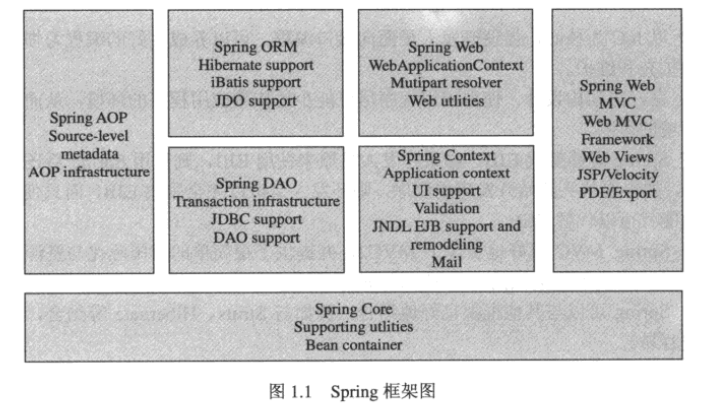 Spring AOP
Source-level
metadata
AOP infrastructure
Spring ORM
Hibernate support
iBatis support
JDO support
Spring DAO
Transaction infrastructure
JDBC support
DAO support
Spring Web
WebApplicationContext
Mutipart resolver
Web utlities
Spring Context
Application context
UI support
Validation
JNDL EJB support and
remodeling
Mail
Spring Web
MVC
Web MVC
Framework
Web Views
JSP/Velocity
PDF/Export
Spring Core
Supporting utlities
Bean container
图 1.1 Spring 框架图